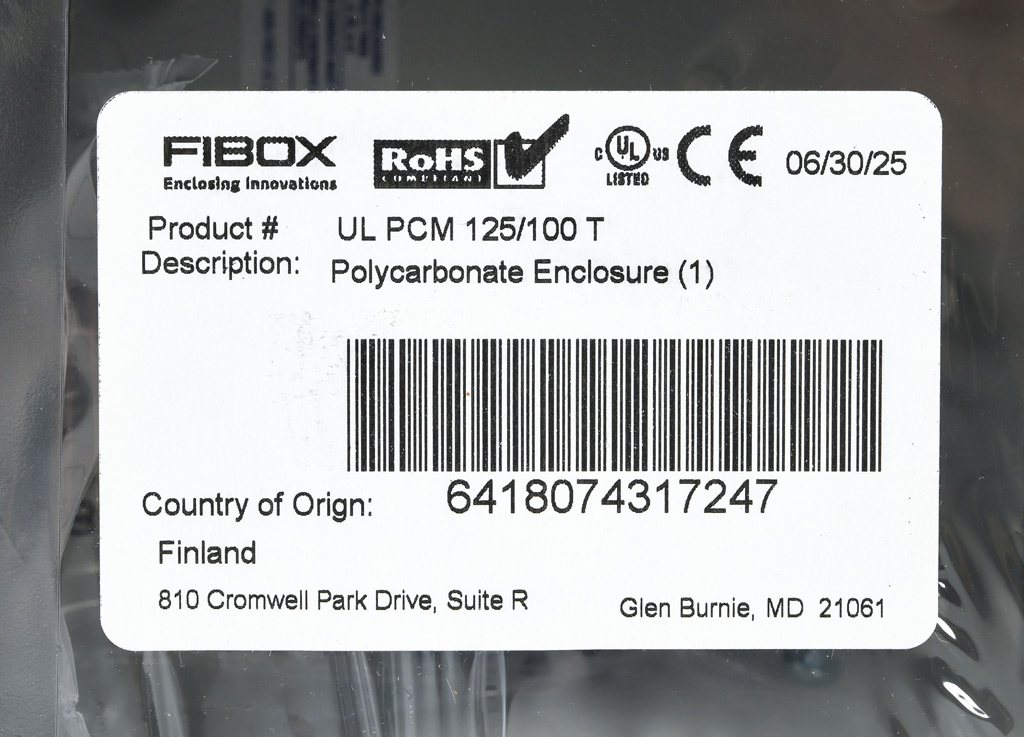 FIBOX
Enclosing Innovations
RoHS
COMPLIANT
C UL US
LISTED
CE
06/30/25
Product # UL PCM 125/100 T
Description: Polycarbonate Enclosure (1)
6418074317247
Country of Orign:
Finland
810 Cromwell Park Drive, Suite R Glen Burnie, MD 21061